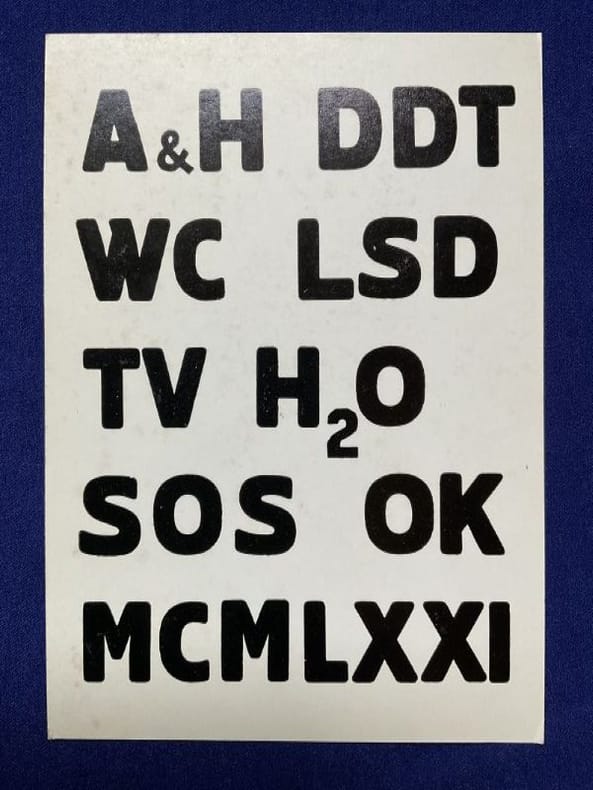 A&H DDT
WC LSD
TV H₂O
SOS OK
MCMLXXI